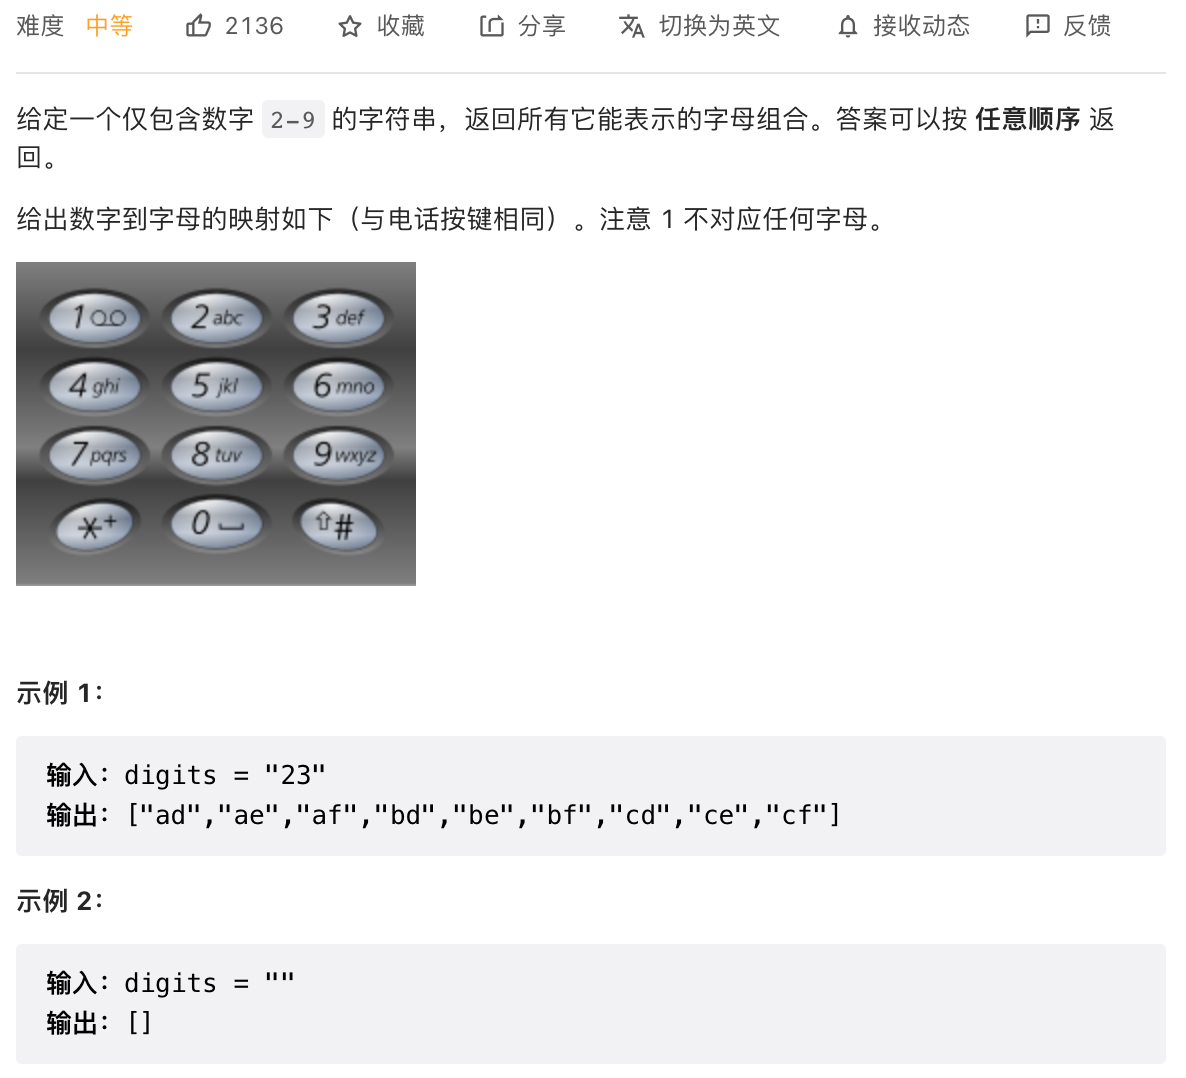 难度 中等 2136 收藏 分享 切换为英文 接收动态 反馈
给定一个仅包含数字 2-9 的字符串，返回所有它能表示的字母组合。答案可以按 任意顺序 返
回。
给出数字到字母的映射如下（与电话按键相同）。注意 1 不对应任何字母。
1 2 abc 3 def
4 ghi 5 jkl 6 mno
7 pqrs 8 tuv 9 wxyz
*+ 0 ⇧#
示例 1：
输入：digits = "23"
输出：["ad","ae","af","bd","be","bf","cd","ce","cf"]
示例 2：
输入：digits = ""
输出：[]